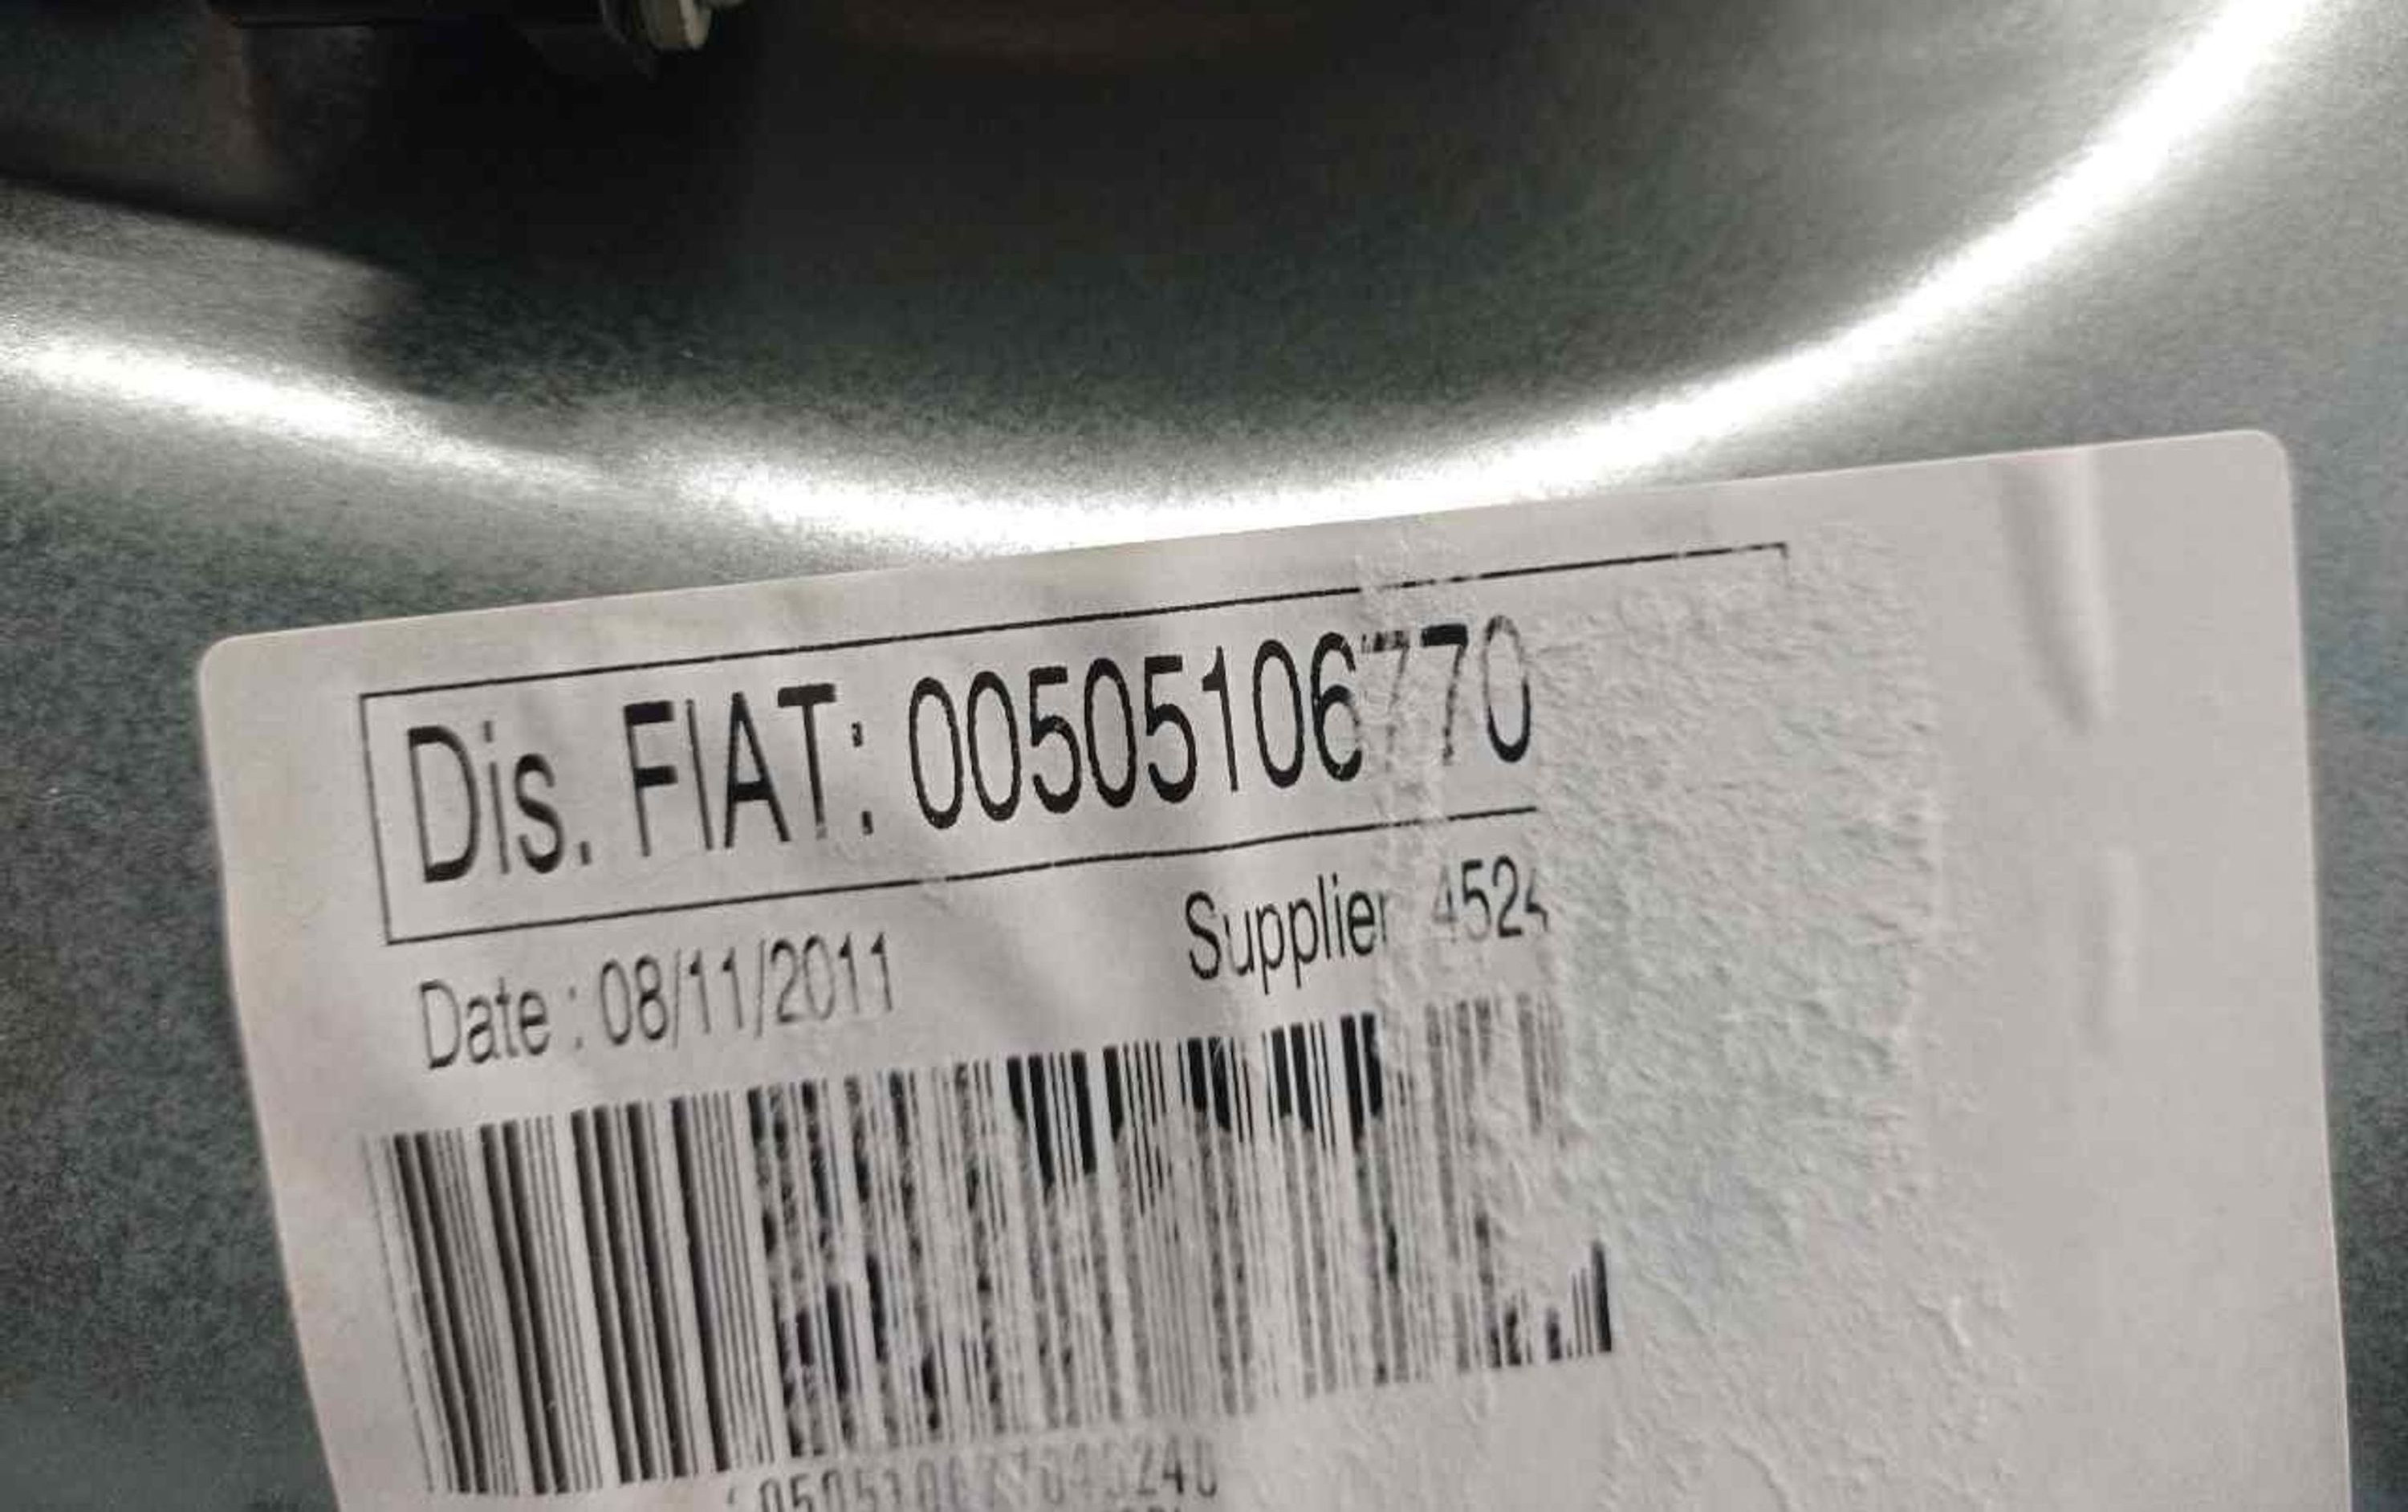 Dis. FIAT: 00505106770
Date : 08/11/2011
Supplier 4524